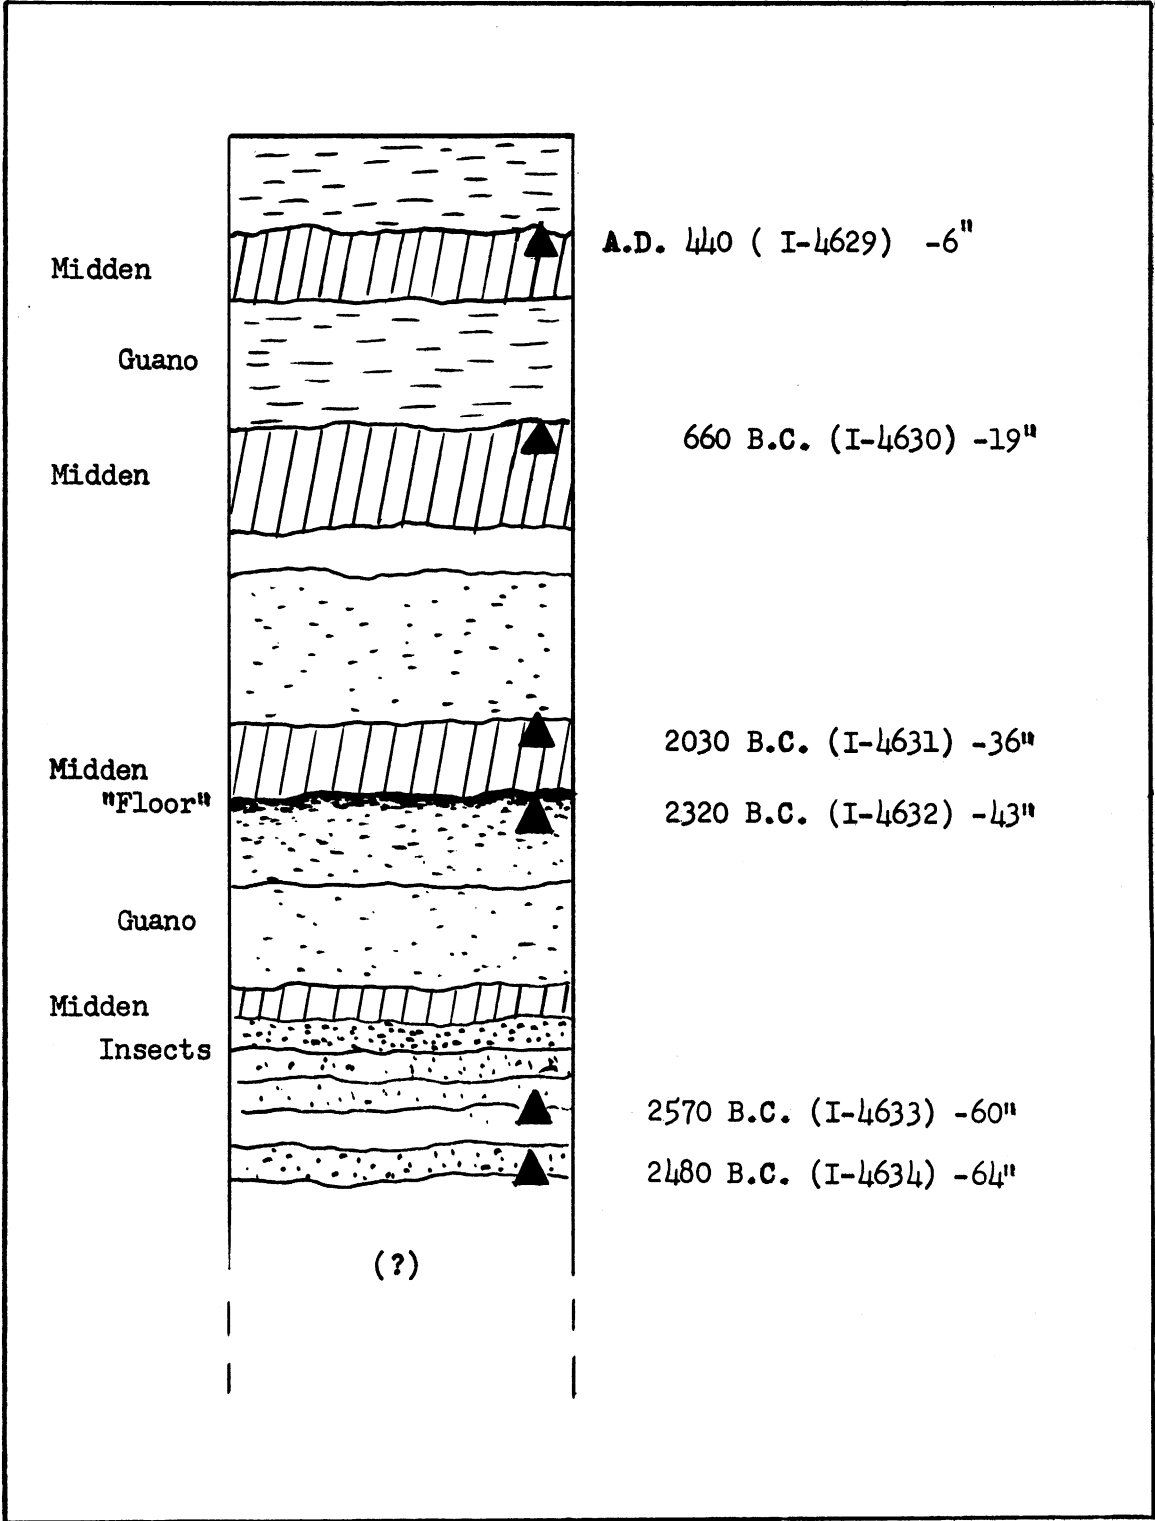 A.D. 440 ( I-4629) -6"
Midden
Guano
660 B.C. (I-4630) -19"
Midden
2030 B.C. (I-4631) -36"
Midden
"Floor"
2320 B.C. (I-4632) -43"
Guano
Midden
Insects
2570 B.C. (I-4633) -60"
2480 B.C. (I-4634) -64"
(?)